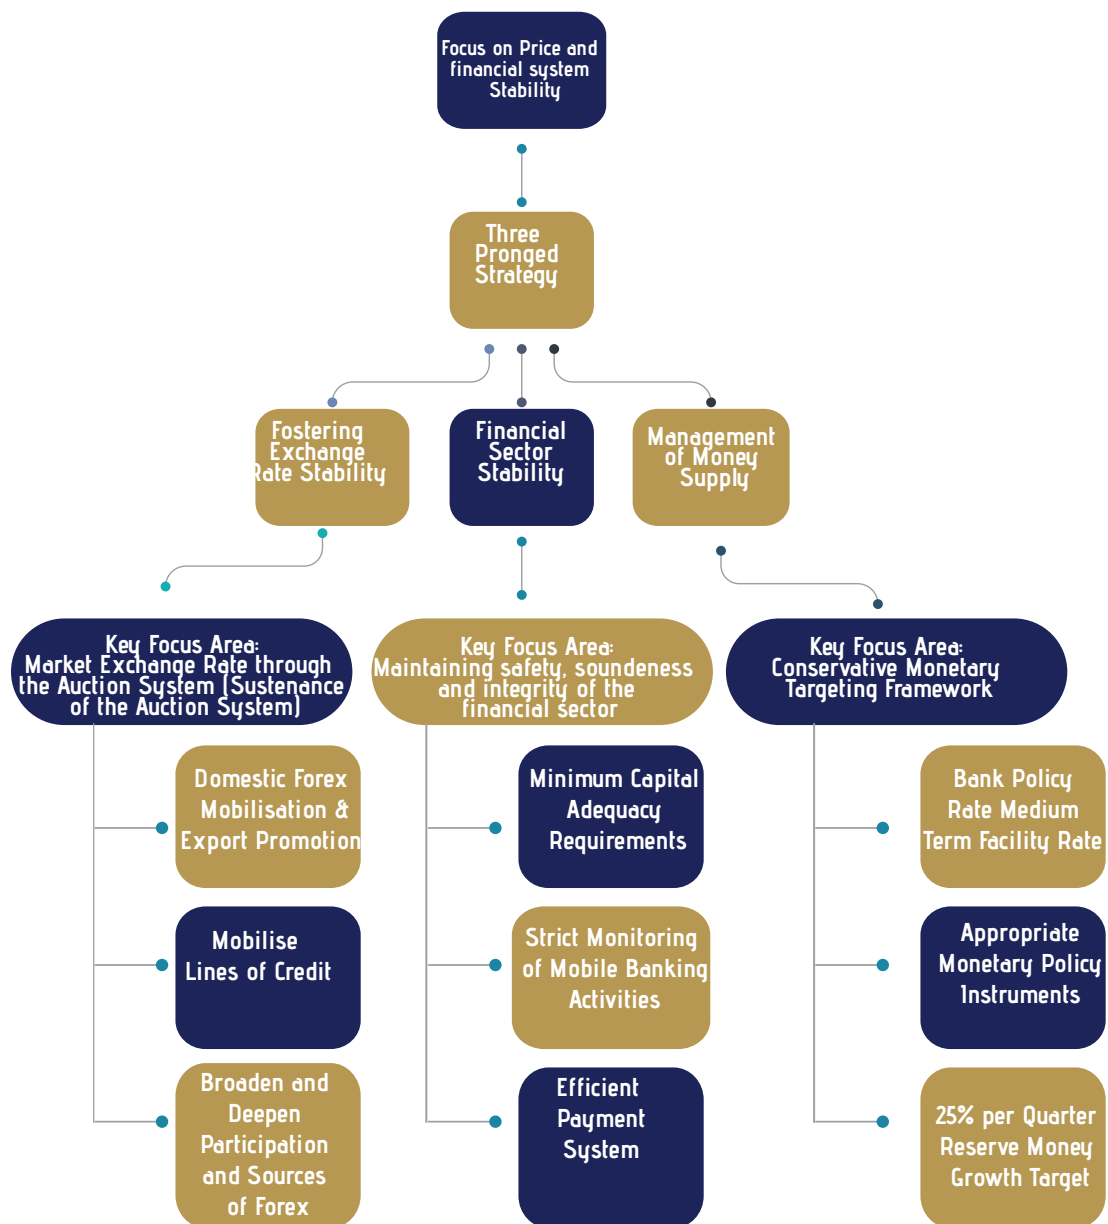 Focus on Price and
financial system
Stability
Three
Pronged
Strategy
Fostering
Exchange
Rate Stability
Financial
Sector
Stability
Management
of Money
Supply
Key Focus Area:
Market Exchange Rate through
the Auction System (Sustenance
of the Auction System)
Key Focus Area:
Maintaining safety, soundeness
and integrity of the
financial sector
Key Focus Area:
Conservative Monetary
Targeting Framework
Domestic Forex
Mobilisation &
Export Promotion
Mobilise
Lines of Credit
Broaden and
Deepen
Participation
and Sources
of Forex
Minimum Capital
Adequacy
Requirements
Strict Monitoring
of Mobile Banking
Activities
Efficient
Payment
System
Bank Policy
Rate Medium
Term Facility Rate
Appropriate
Monetary Policy
Instruments
25% per Quarter
Reserve Money
Growth Target